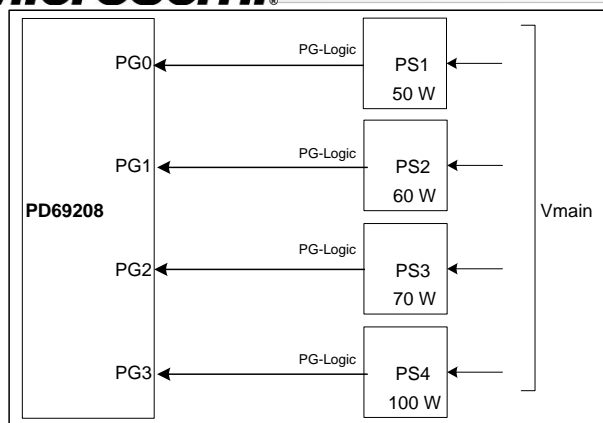 Microsemi®
PG0
PG-Logic
PS1
50 W
PG1
PG-Logic
PS2
60 W
PD69208
Vmain
PG2
PG-Logic
PS3
70 W
PG3
PG-Logic
PS4
100 W